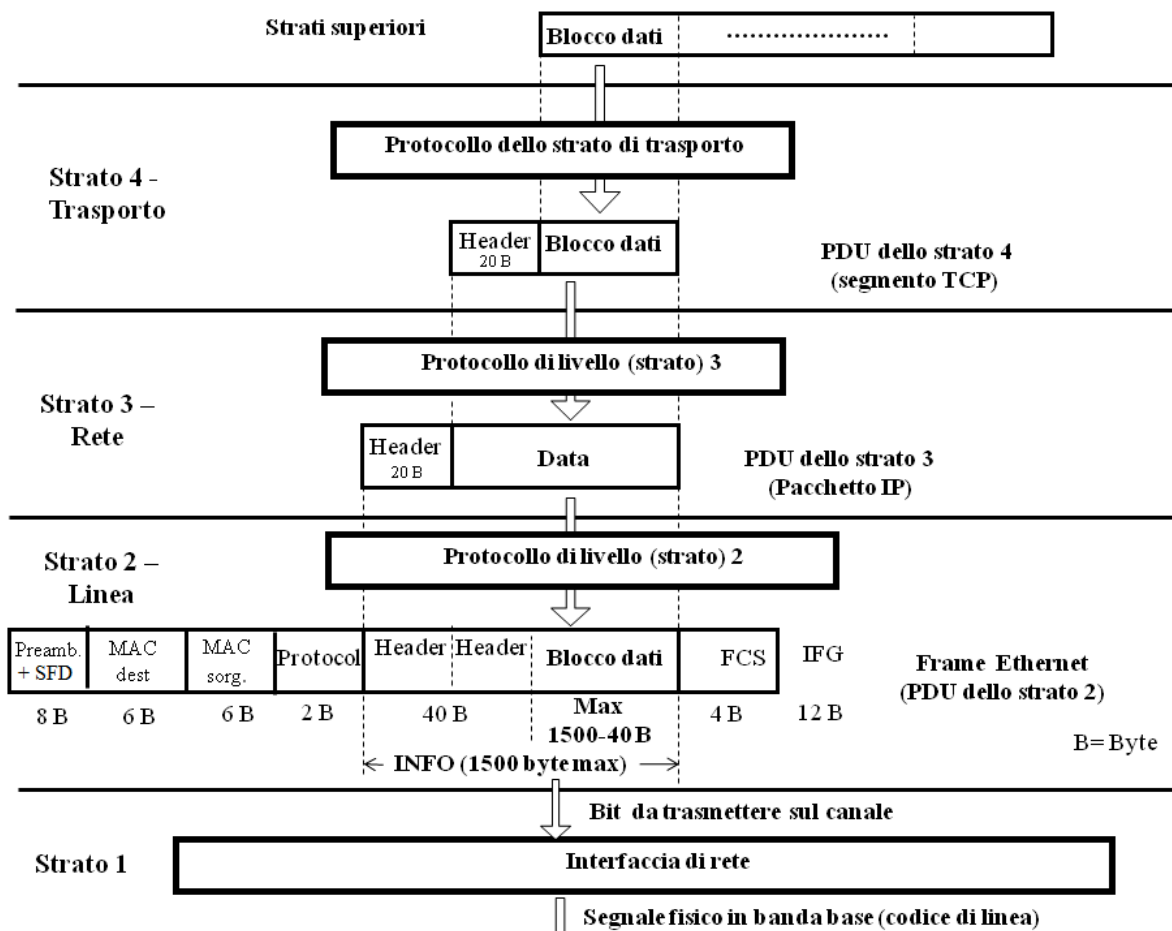 Strati superiori
Blocco dati
.....................
Protocollo dello strato di trasporto
Strato 4 -
Trasporto
Header
20 B
Blocco dati
PDU dello strato 4
(segmento TCP)
Protocollo di livello (strato) 3
Strato 3 –
Rete
Header
20 B
Data
PDU dello strato 3
(Pacchetto IP)
Protocollo di livello (strato) 2
Strato 2 –
Linea
Preamb.
+ SFD
MAC
dest
MAC
sorg.
Protocol
Header
Header
Blocco dati
FCS
IFG
Frame Ethernet
(PDU dello strato 2)
8 B
6 B
6 B
2 B
40 B
Max
1500-40 B
4 B
12 B
B= Byte
INFO (1500 byte max)
Bit da trasmettere sul canale
Strato 1
Interfaccia di rete
Segnale fisico in banda base (codice di linea)